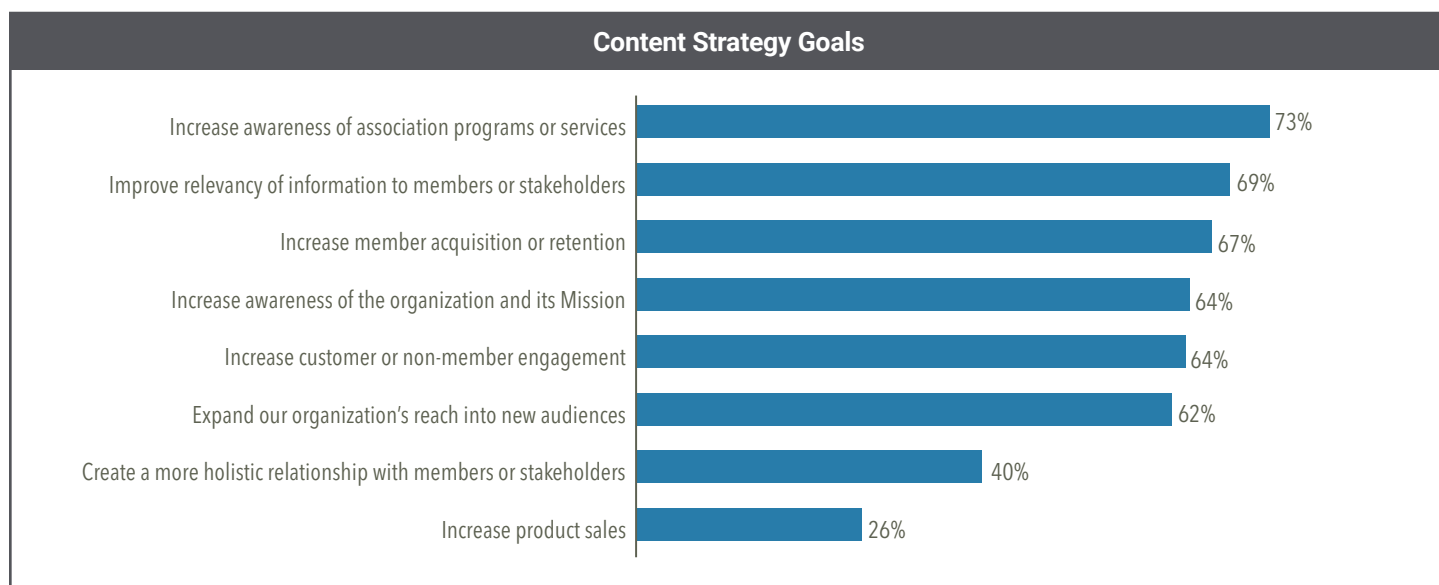 Content Strategy Goals
Increase awareness of association programs or services 73%
Improve relevancy of information to members or stakeholders 69%
Increase member acquisition or retention 67%
Increase awareness of the organization and its Mission 64%
Increase customer or non-member engagement 64%
Expand our organization’s reach into new audiences 62%
Create a more holistic relationship with members or stakeholders 40%
Increase product sales 26%